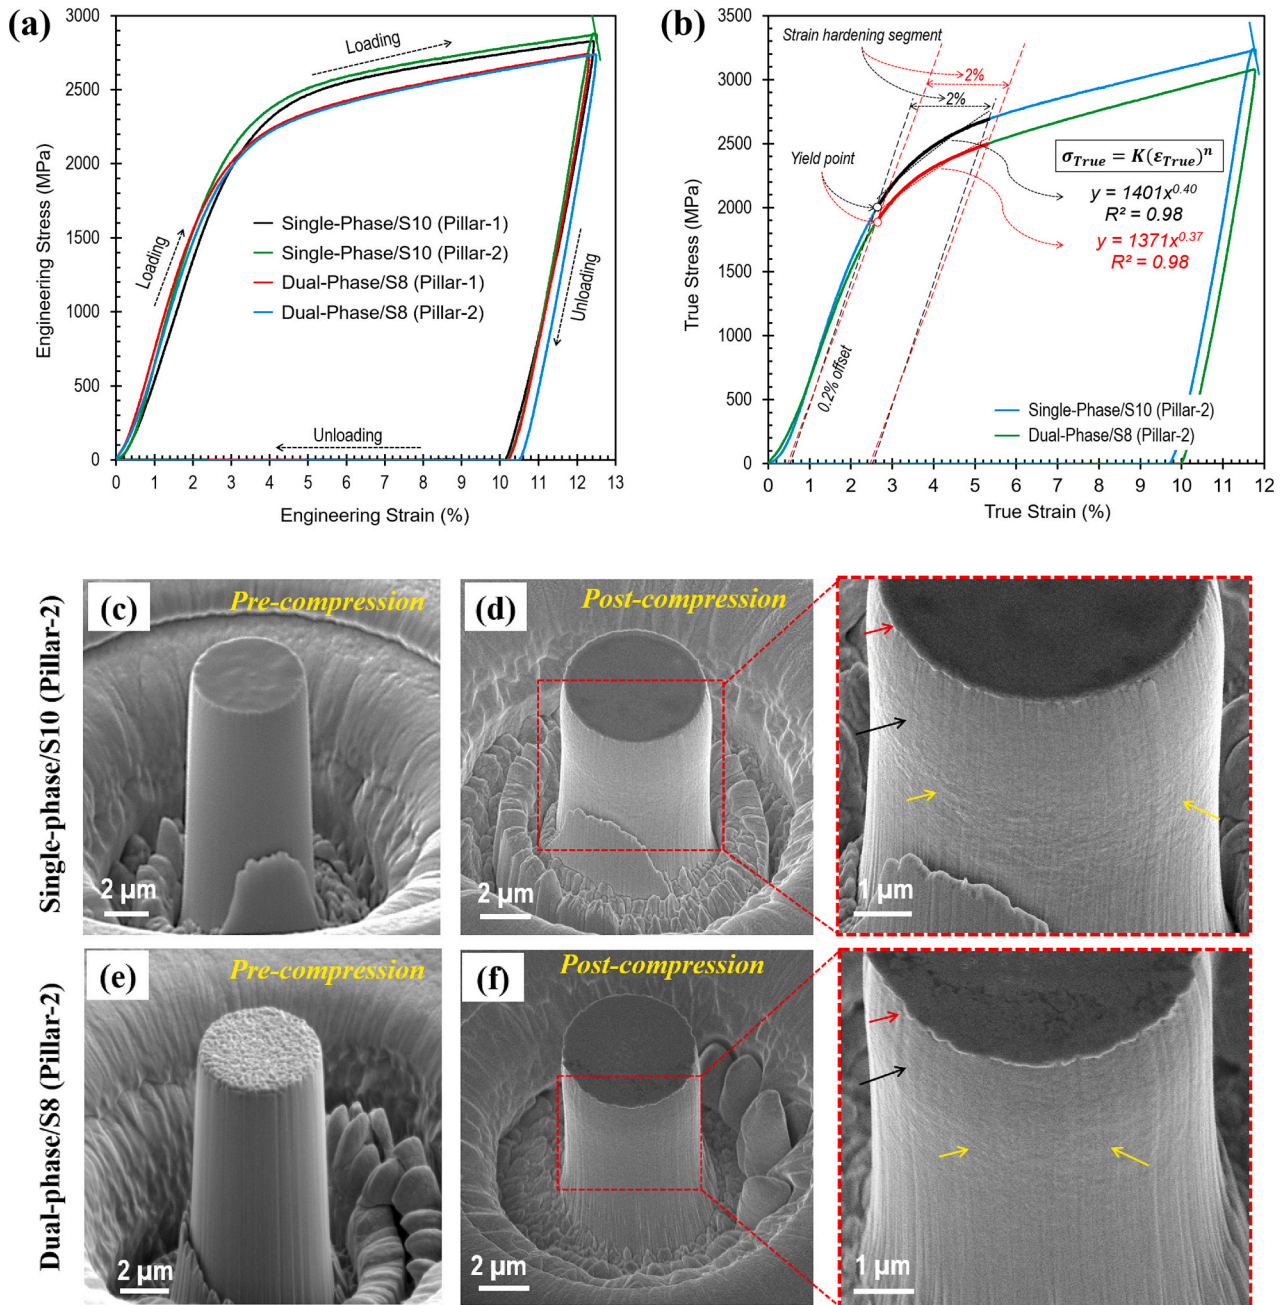 (a)
3000
2500
2000
1500
1000
500
0
Engineering Stress (MPa)
Loading
Loading
Single-Phase/S10 (Pillar-1)
Single-Phase/S10 (Pillar-2)
Dual-Phase/S8 (Pillar-1)
Dual-Phase/S8 (Pillar-2)
Unloading
Unloading
0 1 2 3 4 5 6 7 8 9 10 11 12 13
Engineering Strain (%)
(b)
3500
3000
2500
2000
1500
1000
500
0
True Stress (MPa)
Strain hardening segment
2%
2%
Yield point
σTrue = K(εTrue)ⁿ
y = 1401x^0.40
R² = 0.98
y = 1371x^0.37
R² = 0.98
0.2% offset
Single-Phase/S10 (Pillar-2)
Dual-Phase/S8 (Pillar-2)
0 1 2 3 4 5 6 7 8 9 10 11 12
True Strain (%)
Single-phase/S10 (Pillar-2)
(c)
Pre-compression
2 µm
(d)
Post-compression
2 µm
1 µm
Dual-phase/S8 (Pillar-2)
(e)
Pre-compression
2 µm
(f)
Post-compression
2 µm
1 µm